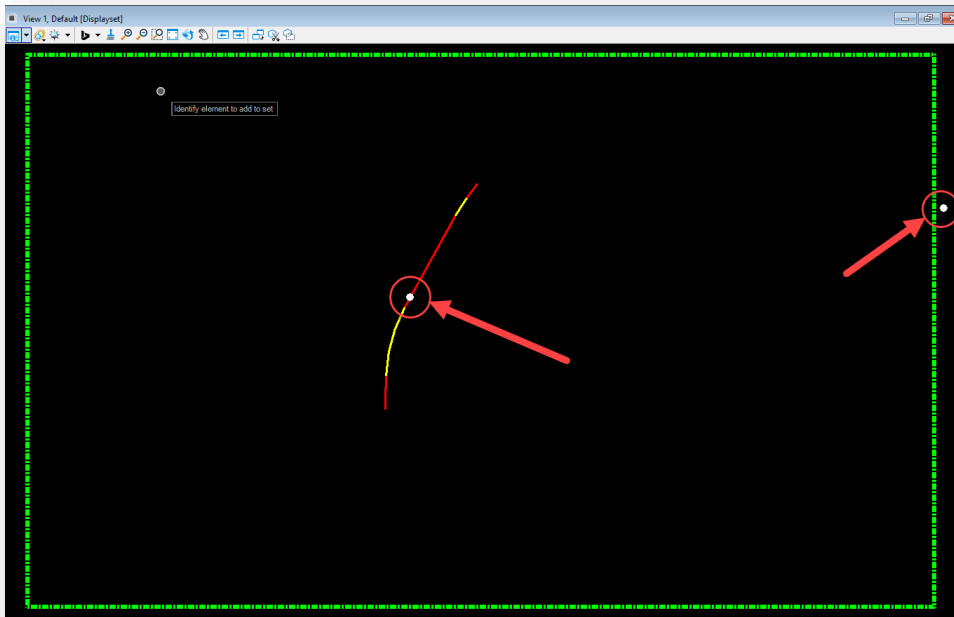 View 1, Default [Displayset]
Identify element to add to set